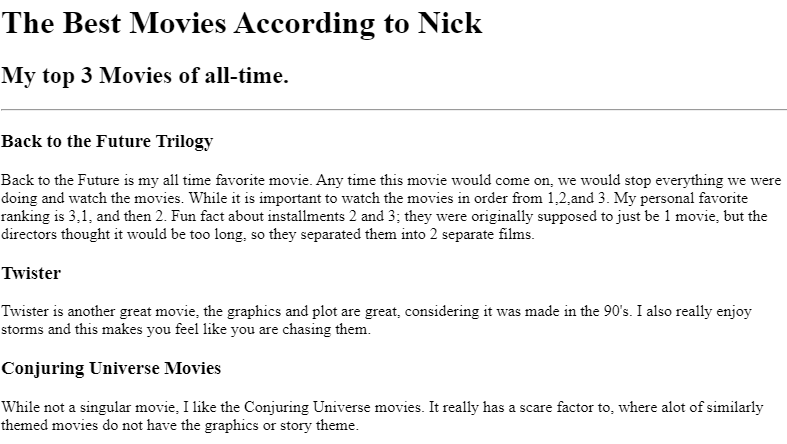 The Best Movies According to Nick
My top 3 Movies of all-time.
Back to the Future Trilogy
Back to the Future is my all time favorite movie. Any time this movie would come on, we would stop everything we were
doing and watch the movies. While it is important to watch the movies in order from 1,2,and 3. My personal favorite
ranking is 3,1, and then 2. Fun fact about installments 2 and 3; they were originally supposed to just be 1 movie, but the
directors thought it would be too long, so they separated them into 2 separate films.
Twister
Twister is another great movie, the graphics and plot are great, considering it was made in the 90's. I also really enjoy
storms and this makes you feel like you are chasing them.
Conjuring Universe Movies
While not a singular movie, I like the Conjuring Universe movies. It really has a scare factor to, where alot of similarly
themed movies do not have the graphics or story theme.